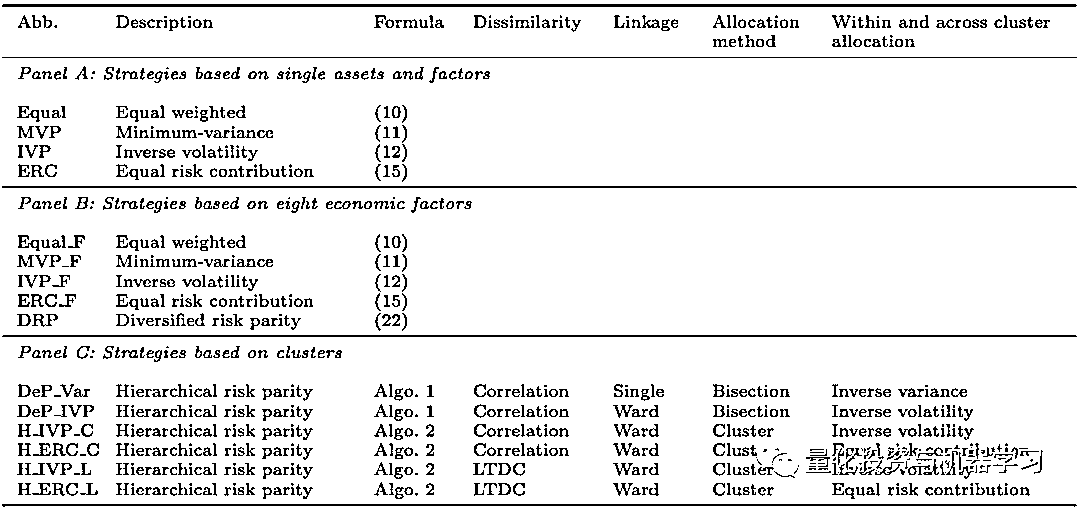 Abb. Description Formula Dissimilarity Linkage Allocation method Within and across cluster allocation
Panel A: Strategies based on single assets and factors
Equal Equal weighted (10)
MVP Minimum-variance (11)
IVP Inverse volatility (12)
ERC Equal risk contribution (15)
Panel B: Strategies based on eight economic factors
Equal_F Equal weighted (10)
MVP_F Minimum-variance (11)
IVP_F Inverse volatility (12)
ERC_F Equal risk contribution (15)
DRP Diversified risk parity (22)
Panel C: Strategies based on clusters
DeP_Var Hierarchical risk parity Algo. 1 Correlation Single Bisection Inverse variance
DeP_IVP Hierarchical risk parity Algo. 1 Correlation Ward Bisection Inverse volatility
H_IVP_C Hierarchical risk parity Algo. 2 Correlation Ward Cluster Inverse volatility
H_ERC_C Hierarchical risk parity Algo. 2 Correlation Ward Cluster Equal risk contribution
H_IVP_L Hierarchical risk parity Algo. 2 LTDC Ward Cluster Inverse volatility
H_ERC_L Hierarchical risk parity Algo. 2 LTDC Ward Cluster Equal risk contribution
量化投资与机器学习